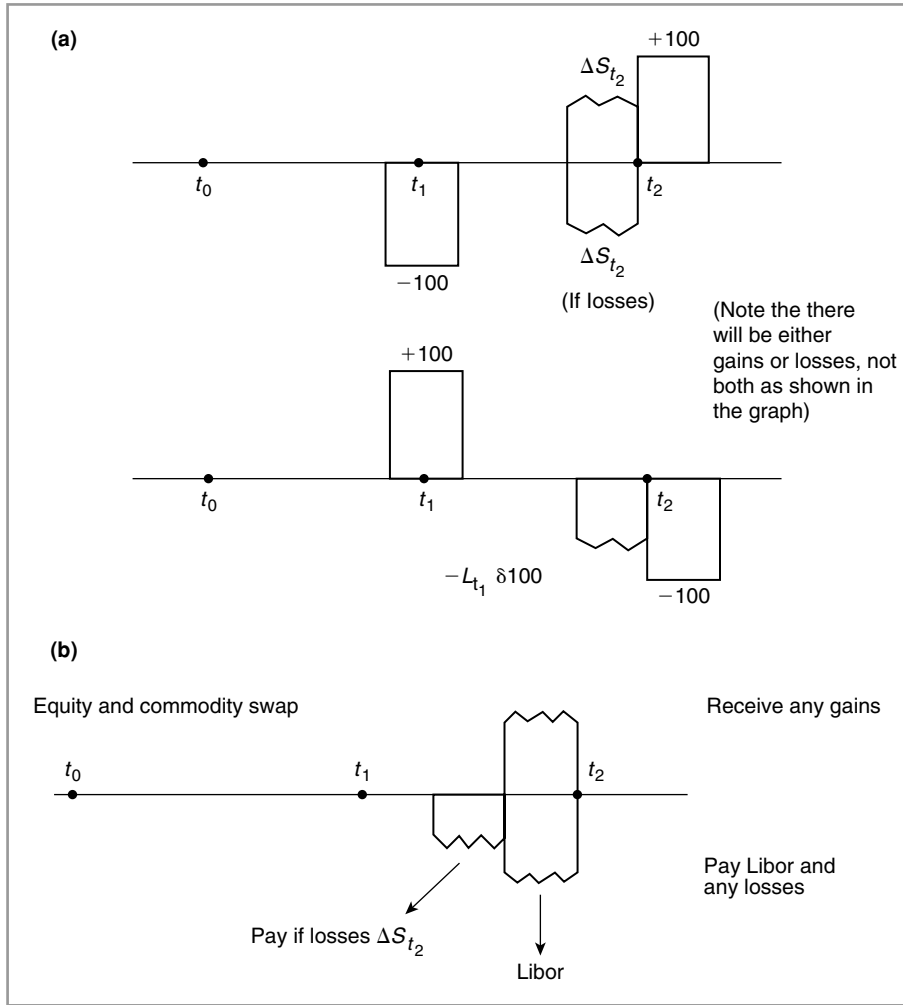 (a)
+100
ΔS_{t_2}
t_0
t_1
t_2
−100
ΔS_{t_2}
(If losses)
(Note the there
will be either
gains or losses, not
both as shown in
the graph)
+100
t_0
t_1
t_2
−L_{t_1} δ100
−100
(b)
Equity and commodity swap
Receive any gains
t_0
t_1
t_2
Pay Libor and
any losses
Pay if losses ΔS_{t_2}
Libor